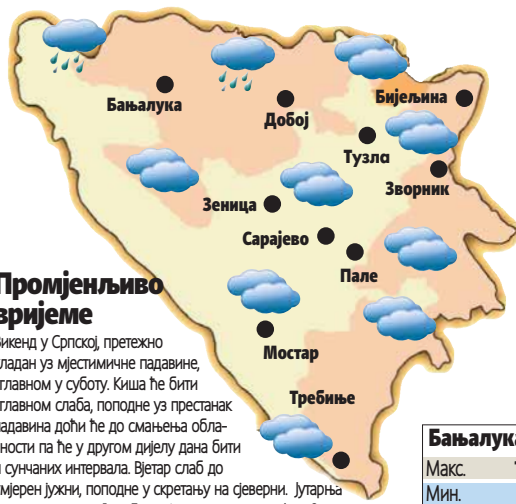 Бањалука
Добој
Бијељина
Тузла
Зворник
Зеница
Сарајево
Пале
Мостар
Требиње
Промјенљиво
вријеме
Викенд у Српској, претежно
хладан уз мјестимичне падавине,
углавном у суботу. Киша ће бити
углавном слаба, поподне уз престанак
падавина доћи ће до смањења обла-
чности па ће у другом дијелу дана бити
и сунчаних интервала. Вјетар слаб до
умјерен јужни, поподне у скретању на сјеверни. Јутарња
Бањалука
Макс.
Мин.